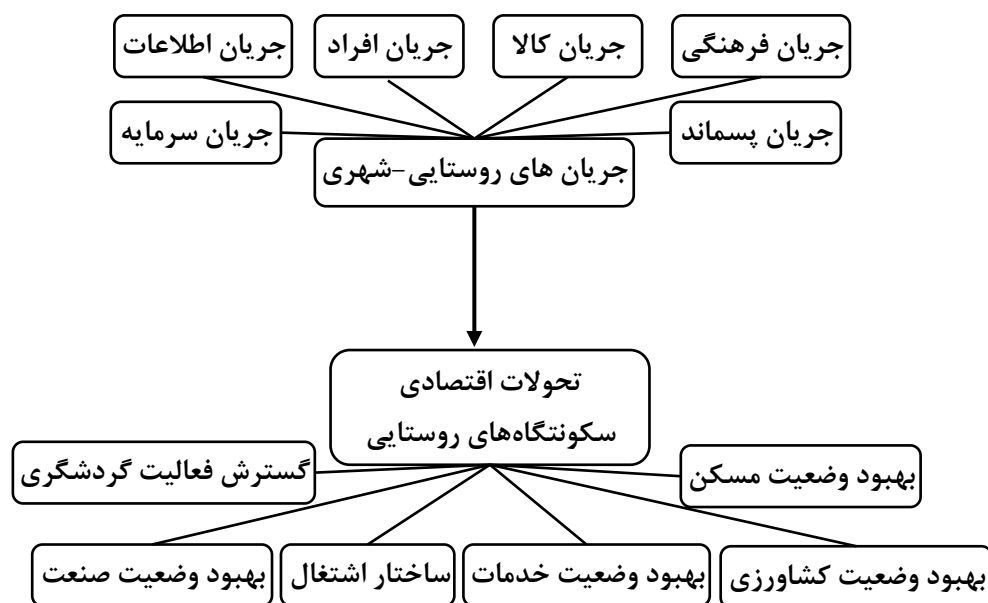 جریان فرهنگی
جریان کالا
جریان افراد
جریان اطلاعات
جریان پسماند
جریان سرمایه
جریان های روستایی-شهری
تحولات اقتصادی
سکونتگاه‌های روستایی
بهبود وضعیت مسکن
گسترش فعالیت گردشگری
بهبود وضعیت کشاورزی
بهبود وضعیت خدمات
ساختار اشتغال
بهبود وضعیت صنعت